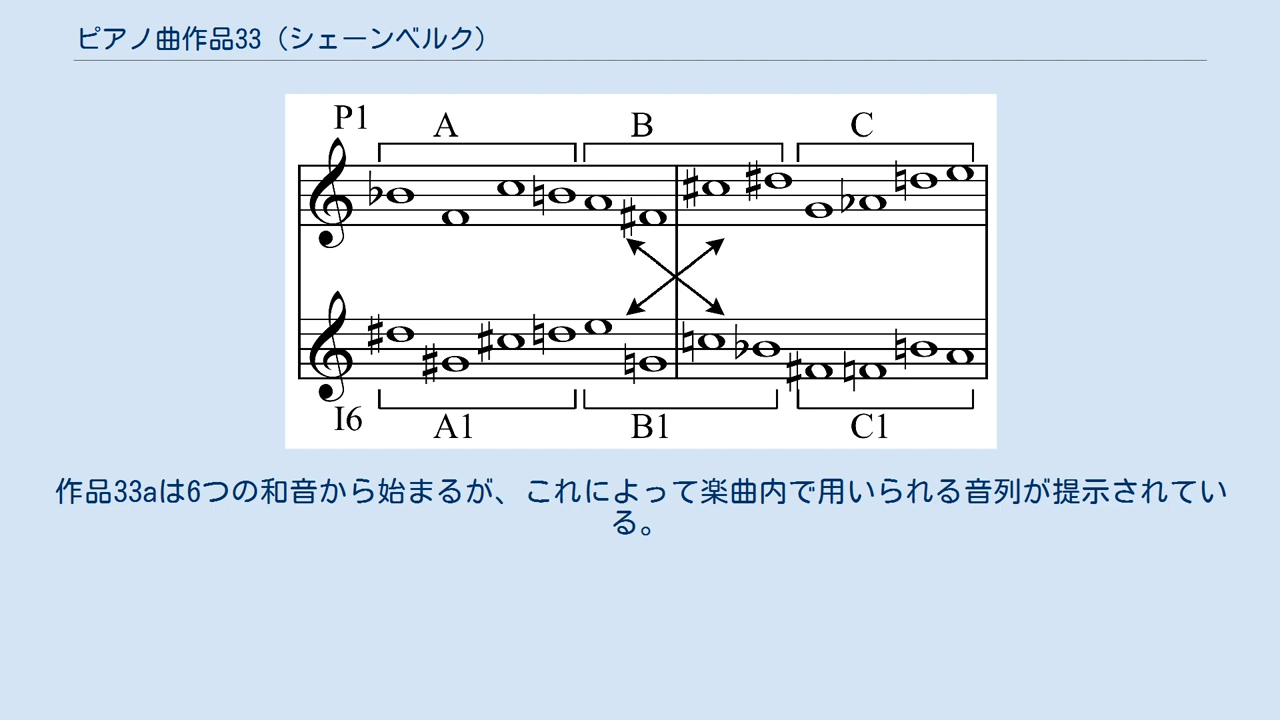 ピアノ曲作品33（シェーンベルク）
P1
A B C
I6
A1 B1 C1
作品33aは6つの和音から始まるが、これによって楽曲内で用いられる音列が提示されてい
る。